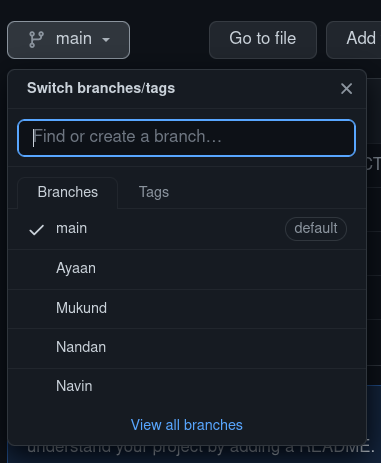 main
Go to file
Add
Switch branches/tags
Find or create a branch…
Branches
Tags
main
default
Ayaan
Mukund
Nandan
Navin
View all branches
understand your project by adding a README.